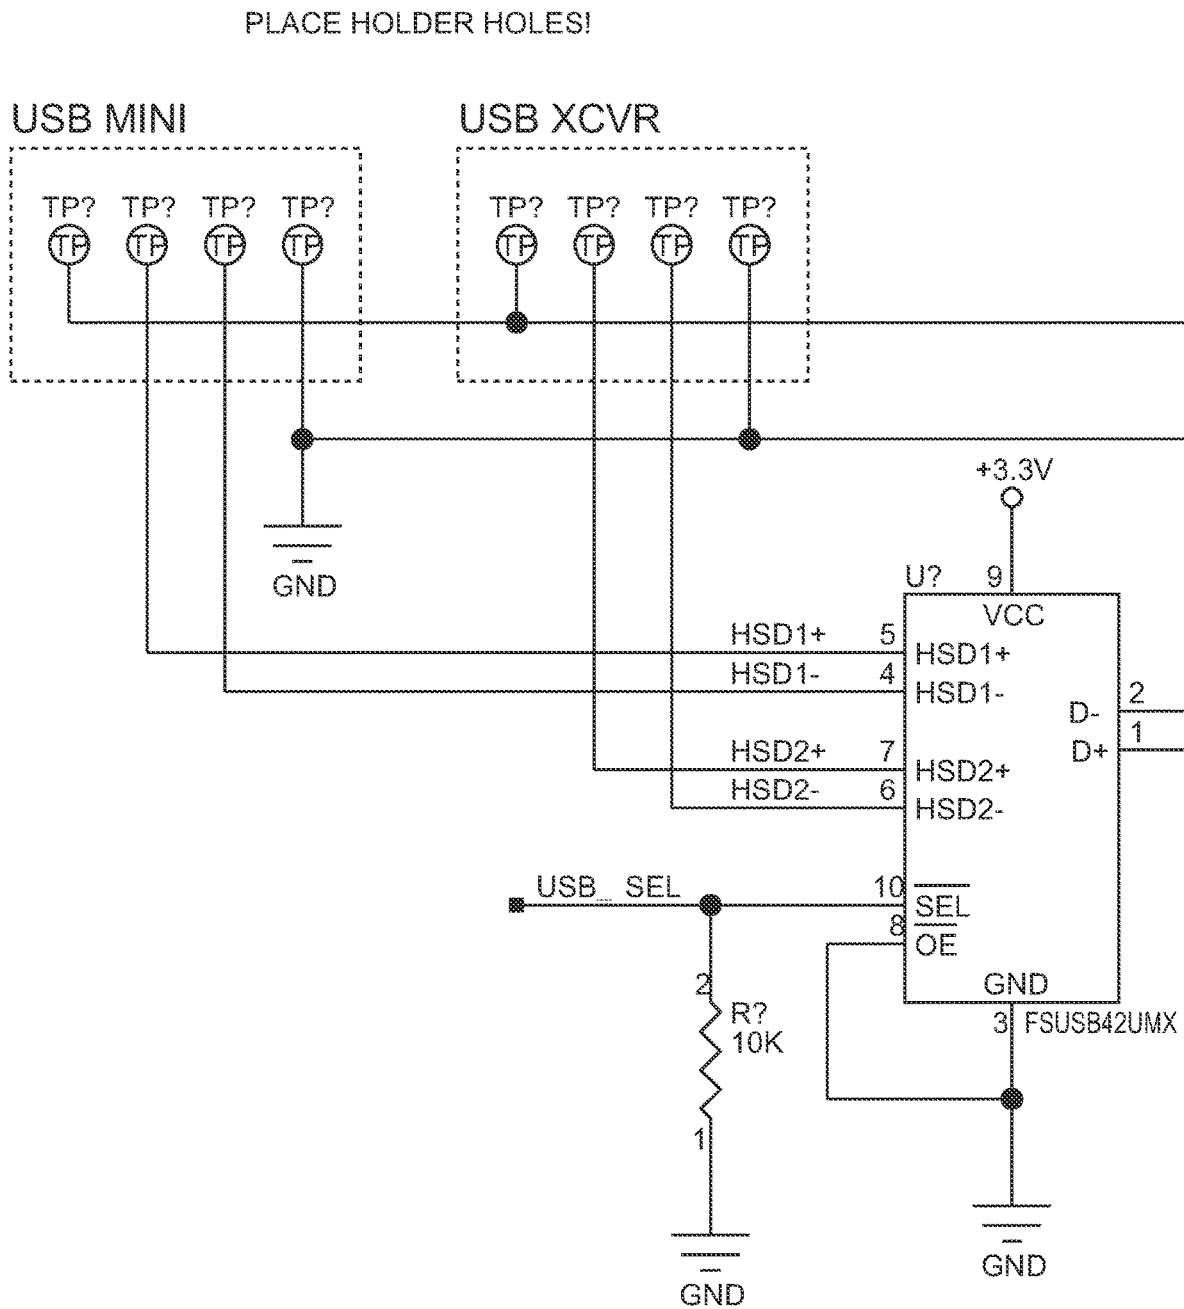 PLACE HOLDER HOLES!
USB MINI
USB XCVR
TP? TP? TP? TP?
TP? TP? TP? TP?
TP TP TP TP
TP TP TP TP
+3.3V
GND
U?
9
VCC
HSD1+
5
HSD1+
HSD1-
4
HSD1-
2
D-
1
D+
HSD2+
7
HSD2+
HSD2-
6
HSD2-
USB_ SEL
10
SEL
8
OE
GND
3
FSUSB42UMX
2
R?
10K
1
GND
GND